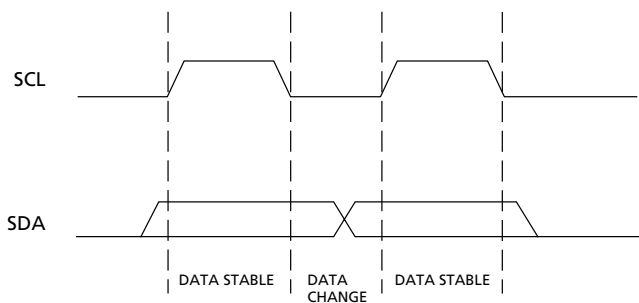 SCL
SDA
DATA STABLE
DATA
CHANGE
DATA STABLE